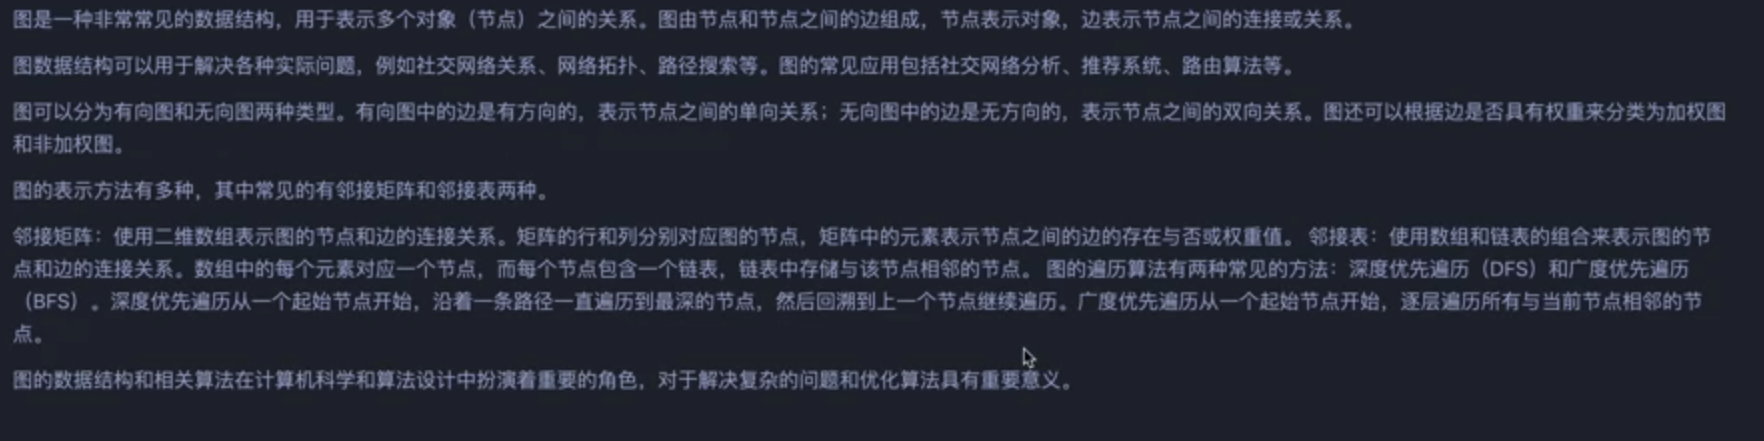 图是一种非常常见的数据结构，用于表示多个对象（节点）之间的关系。图由节点和节点之间的边组成，节点表示对象，边表示节点之间的连接或关系。
图数据结构可以用于解决各种实际问题，例如社交网络关系、网络拓扑、路径搜索等。图的常见应用包括社交网络分析、推荐系统、路由算法等。
图可以分为有向图和无向图两种类型。有向图中的边是有方向的，表示节点之间的单向关系；无向图中的边是无方向的，表示节点之间的双向关系。图还可以根据边是否具有权重来分类为加权图
和非加权图。
图的表示方法有多种，其中常见的有邻接矩阵和邻接表两种。
邻接矩阵：使用二维数组表示图的节点和边的连接关系。矩阵的行和列分别对应图的节点，矩阵中的元素表示节点之间的边的存在与否或权重值。 邻接表：使用数组和链表的组合来表示图的节
点和边的连接关系。数组中的每个元素对应一个节点，而每个节点包含一个链表，链表中存储与该节点相邻的节点。 图的遍历算法有两种常见的方法：深度优先遍历（DFS）和广度优先遍历
（BFS）。深度优先遍历从一个起始节点开始，沿着一条路径一直遍历到最深的节点，然后回溯到上一个节点继续遍历。广度优先遍历从一个起始节点开始，逐层遍历所有与当前节点相邻的节
点。
图的数据结构和相关算法在计算机科学和算法设计中扮演着重要的角色，对于解决复杂的问题和优化算法具有重要意义。